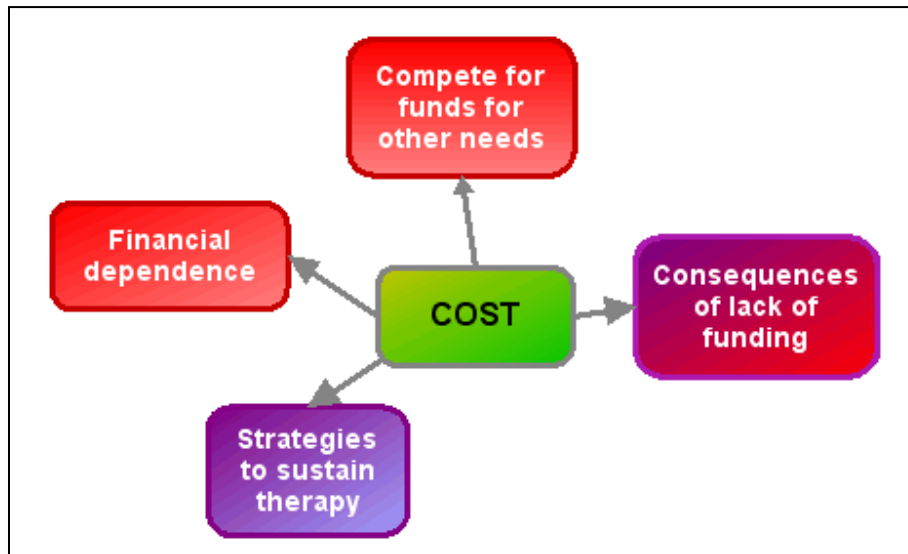 Compete for
funds for
other needs
Financial
dependence
COST
Consequences
of lack of
funding
Strategies
to sustain
therapy